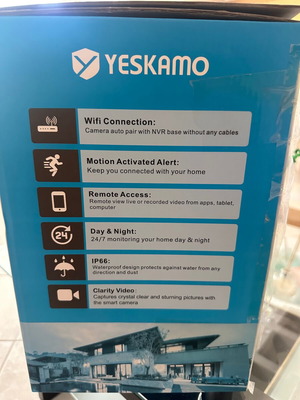 YESKAMO
Wifi Connection:
Camera auto pair with NVR base without any cables
Motion Activated Alert:
Keep you connected with your home
Remote Access:
Remote view live or recorded video from apps, tablet,
computer
24
Day & Night:
24/7 monitoring your home day & night
IP66:
Waterproof design protects against water from any
direction and dust
Clarity Video:
Captures crystal clear and sturning pictures with
the smart camera